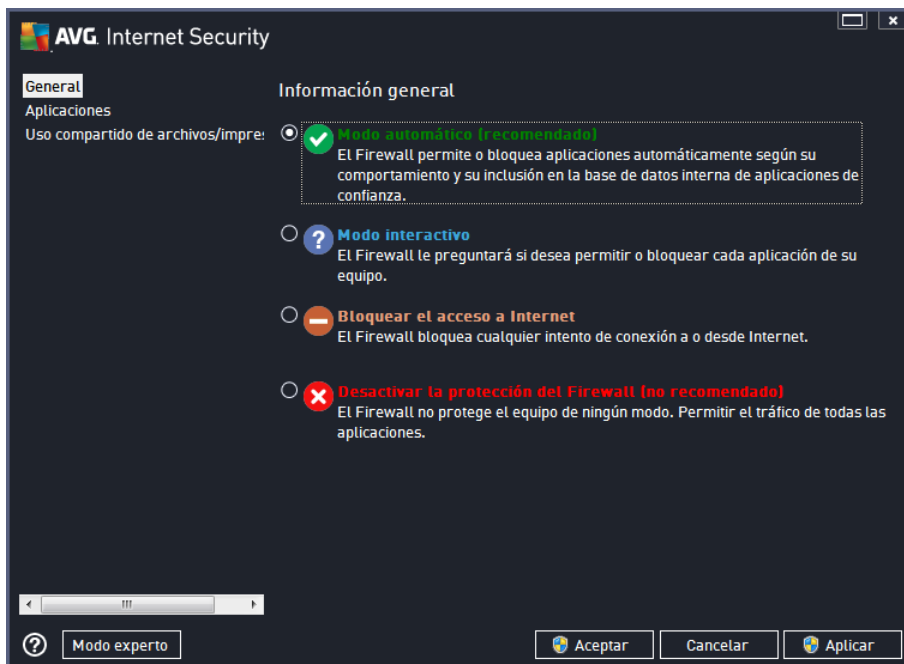 AVG. Internet Security
General
Aplicaciones
Uso compartido de archivos/impre:
Información general
Modo automático (recomendado)
El Firewall permite o bloquea aplicaciones automáticamente según su
comportamiento y su inclusión en la base de datos interna de aplicaciones de
confianza.
Modo interactivo
El Firewall le preguntará si desea permitir o bloquear cada aplicación de su
equipo.
Bloquear el acceso a Internet
El Firewall bloquea cualquier intento de conexión a o desde Internet.
Desactivar la protección del Firewall (no recomendado)
El Firewall no protege el equipo de ningún modo. Permitir el tráfico de todas las
aplicaciones.
Modo experto
Aceptar
Cancelar
Aplicar